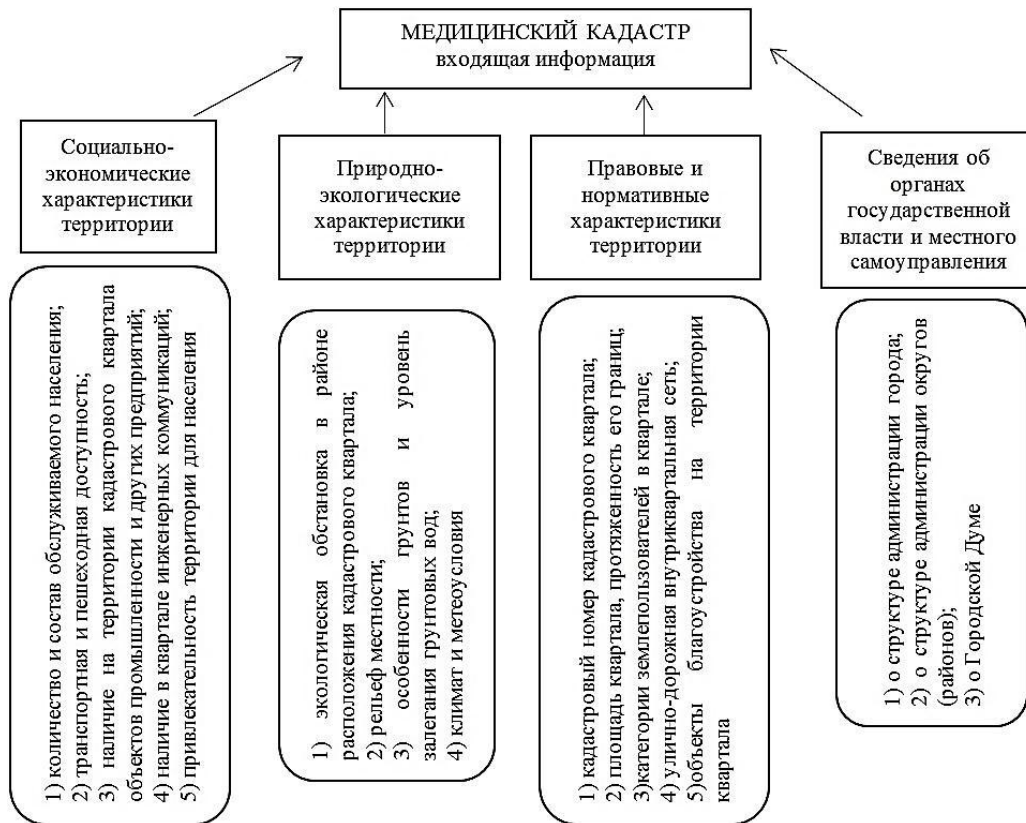 МЕДИЦИНСКИЙ КАДАСТР
входящая информация
Социально-
экономические
характеристики
территории
Природно-
экологические
характеристики
территории
Правовые и
нормативные
характеристики
территории
Сведения об
органах
государственной
власти и местного
самоуправления
1) количество и состав обслуживаемого населения;
2) транспортная и пешеходная доступность;
3) наличие на территории кадастрового квартала
объектов промышленности и других предприятий;
4) наличие в квартале инженерных коммуникаций;
5) привлекательность территории для населения
1) экологическая обстановка в районе
расположения кадастрового квартала;
2) рельеф местности;
3) особенности грунтов и уровень
залегания грунтовых вод;
4) климат и метеоусловия
1) кадастровый номер кадастрового квартала;
2) площадь квартала, протяженность его границ;
3)категории землепользователей в квартале;
4) улично-дорожная внутриквартальная сеть;
5)объекты благоустройства на территории
квартала
1) о структуре администрации города;
2) о структуре администрации округов
(районов);
3) о Городской Думе